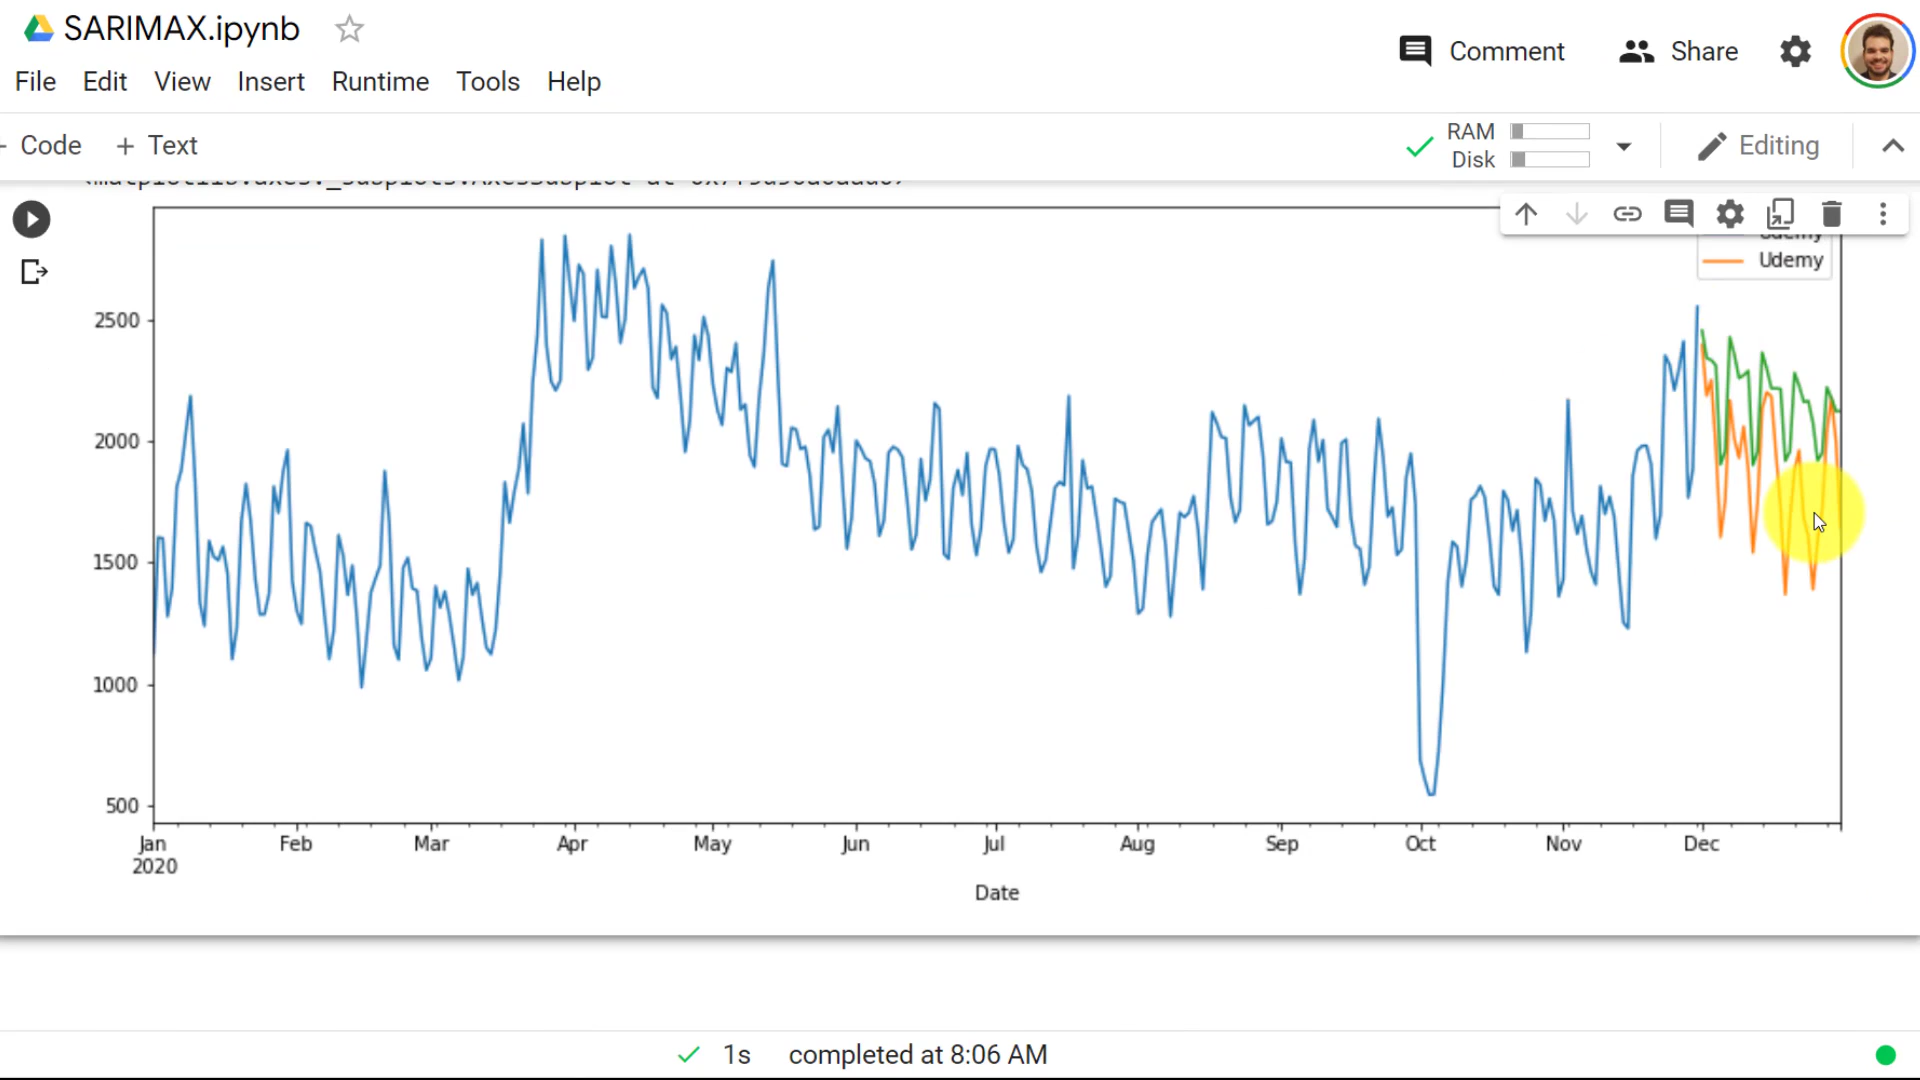 SARIMAX.ipynb
Comment Share
File Edit View Insert Runtime Tools Help
Code + Text
RAM
Disk
Editing
Udemy
Udemy
2500
2000
1500
1000
500
Jan Feb Mar Apr May Jun Jul Aug Sep Oct Nov Dec
2020
Date
1s completed at 8:06 AM